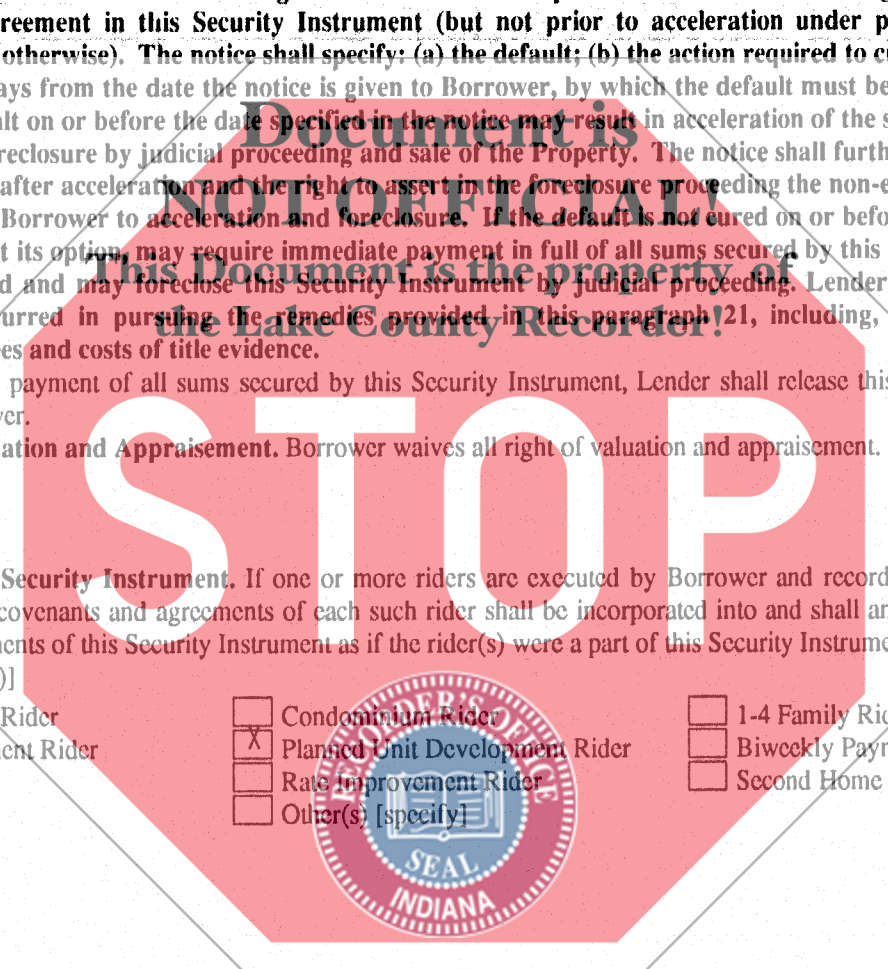 reement in this Security Instrument (but not prior to acceleration under p
otherwise). The notice shall specify: (a) the default; (b) the action required to c
ays from the date the notice is given to Borrower, by which the default must be
Document is
lt on or before the date specified in the notice may result in acceleration of the s
reclosure by judicial proceeding and sale of the Property. The notice shall furth
after acceleration and the right to assert in the foreclosure proceeding the non-e
NOT OFFICIAL!
Borrower to acceleration and foreclosure. If the default is not cured on or befo
t its option, may require immediate payment in full of all sums secured by this
This Document is the property of
d and may foreclose this Security Instrument by judicial proceeding. Lender
urred in pursuing the remedies provided in this paragraph 21, including,
the Lake County Recorder!
es and costs of title evidence.
payment of all sums secured by this Security Instrument, Lender shall release this
ver.
ation and Appraisement. Borrower waives all right of valuation and appraisement.
STOP
Security Instrument. If one or more riders are executed by Borrower and record
covenants and agreements of each such rider shall be incorporated into and shall a
ents of this Security Instrument as if the rider(s) were a part of this Security Instrum
)]
Rider Condominium Rider 1-4 Family Ri
ent Rider X Planned Unit Development Rider Biweekly Pay
Rate Improvement Rider Second Home
Other(s) [specify]
RECORDER'S OFFICE
SEAL
INDIANA